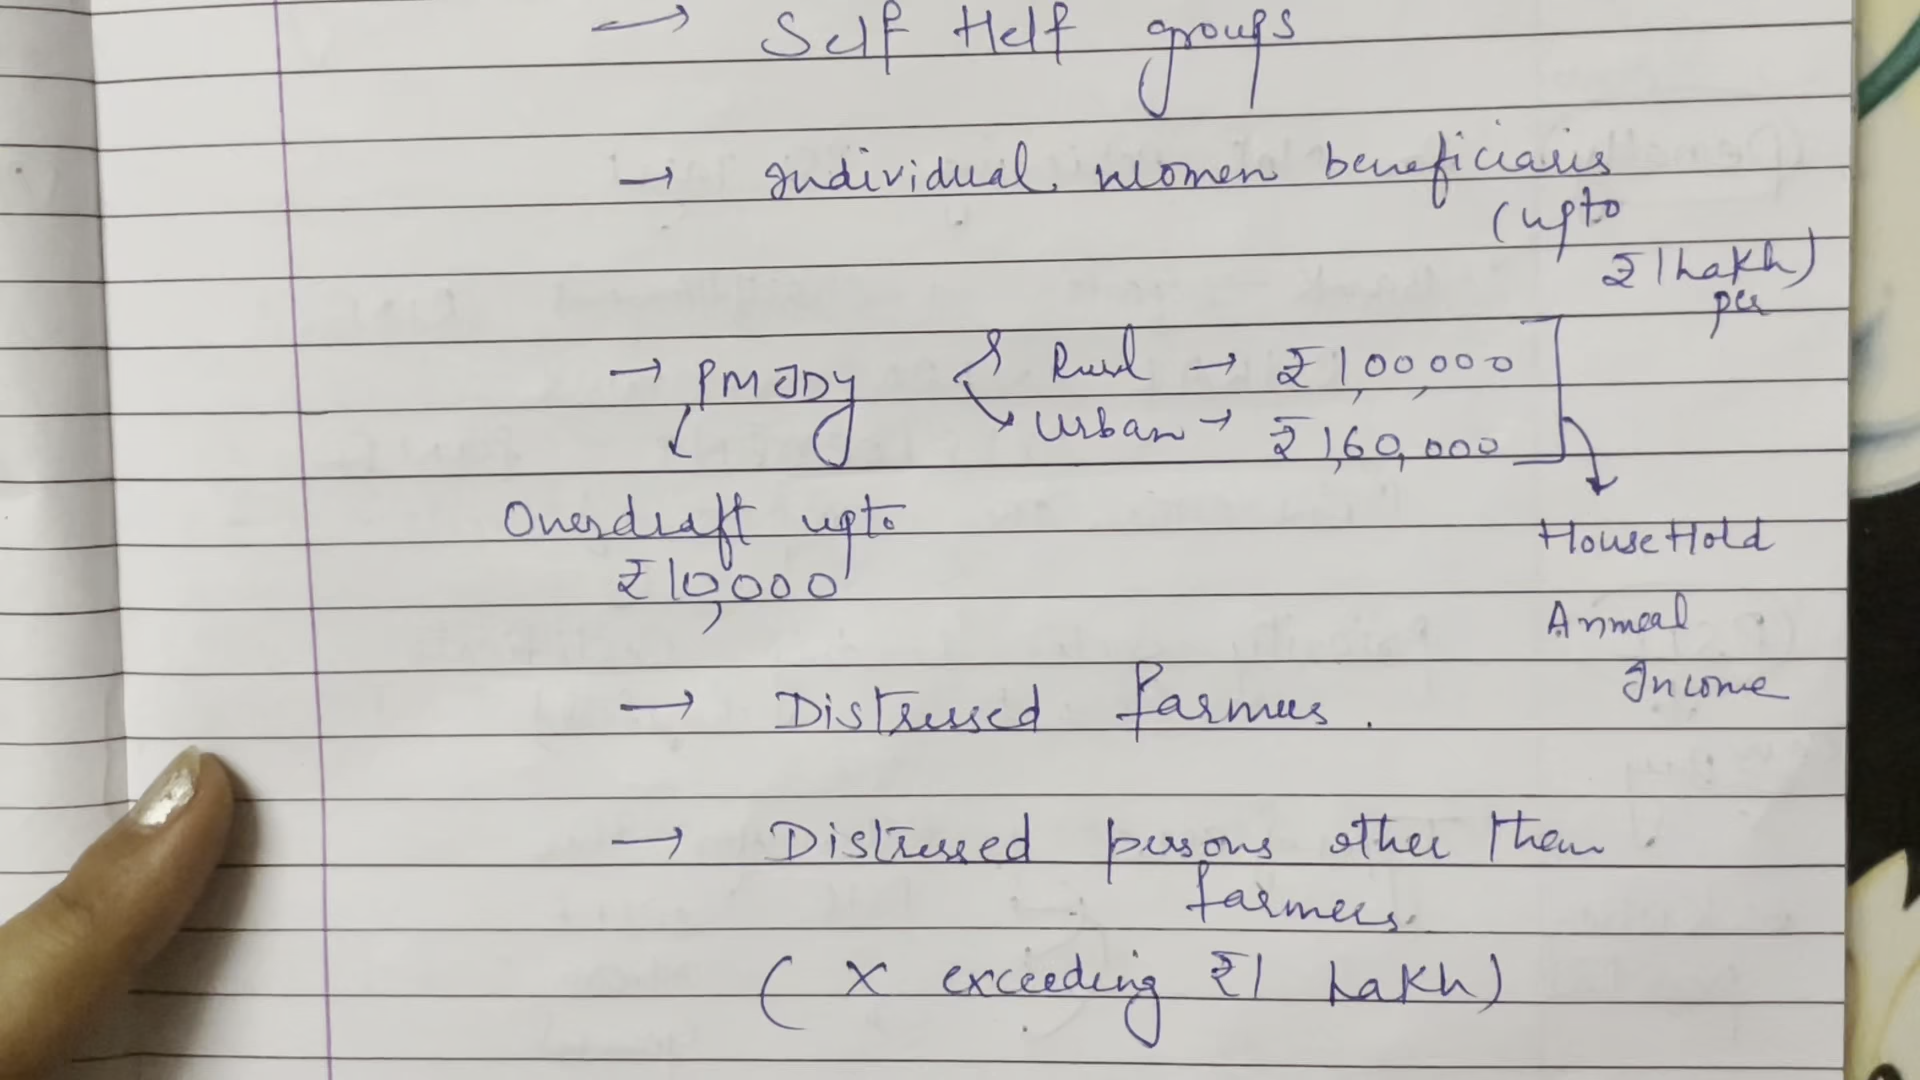 → Self Help groups
→ Individual women beneficiaries
(upto
₹1 Lakh)
per
→ PMJDY Rural → ₹1,00,000
Urban → ₹1,60,000
Overdraft upto
₹10,000
HouseHold
Annual
Income
→ Distressed farmers.
→ Distressed persons other than
farmers.
(X exceeding ₹1 Lakh)